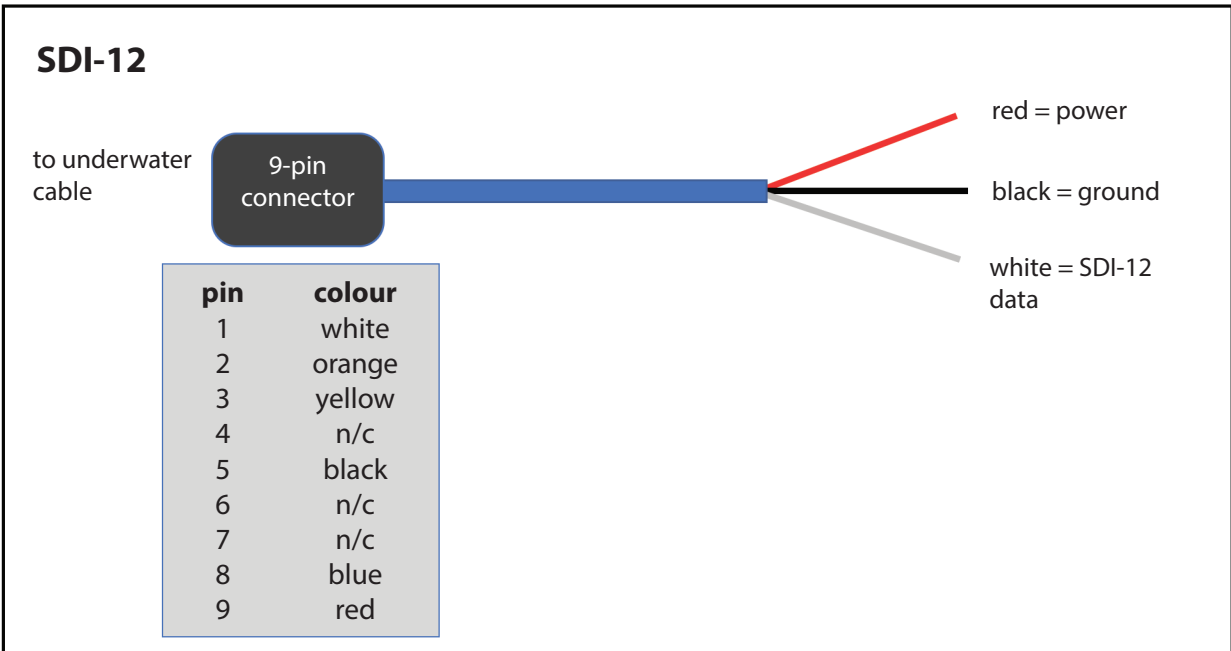 SDI-12
to underwater
cable
9-pin
connector
red = power
black = ground
white = SDI-12
data
pin colour
1 white
2 orange
3 yellow
4 n/c
5 black
6 n/c
7 n/c
8 blue
9 red